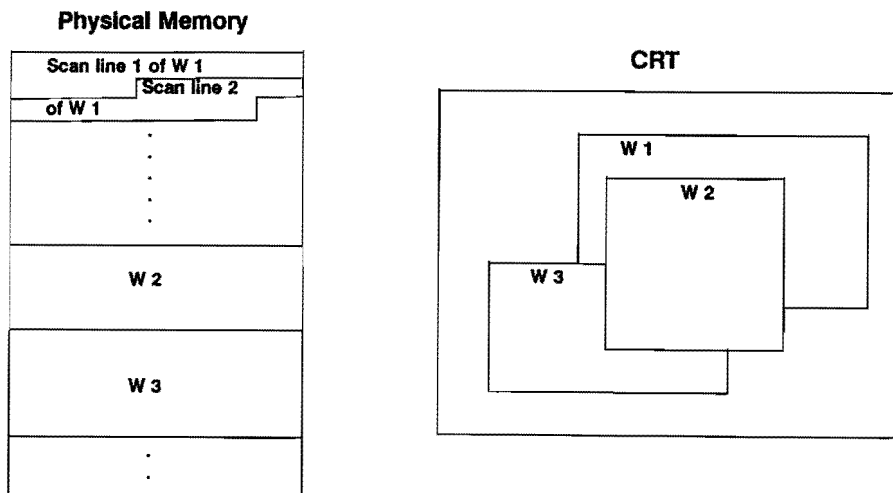 Physical Memory
Scan line 1 of W 1
Scan line 2
of W 1
W 2
W 3
CRT
W 1
W 2
W 3